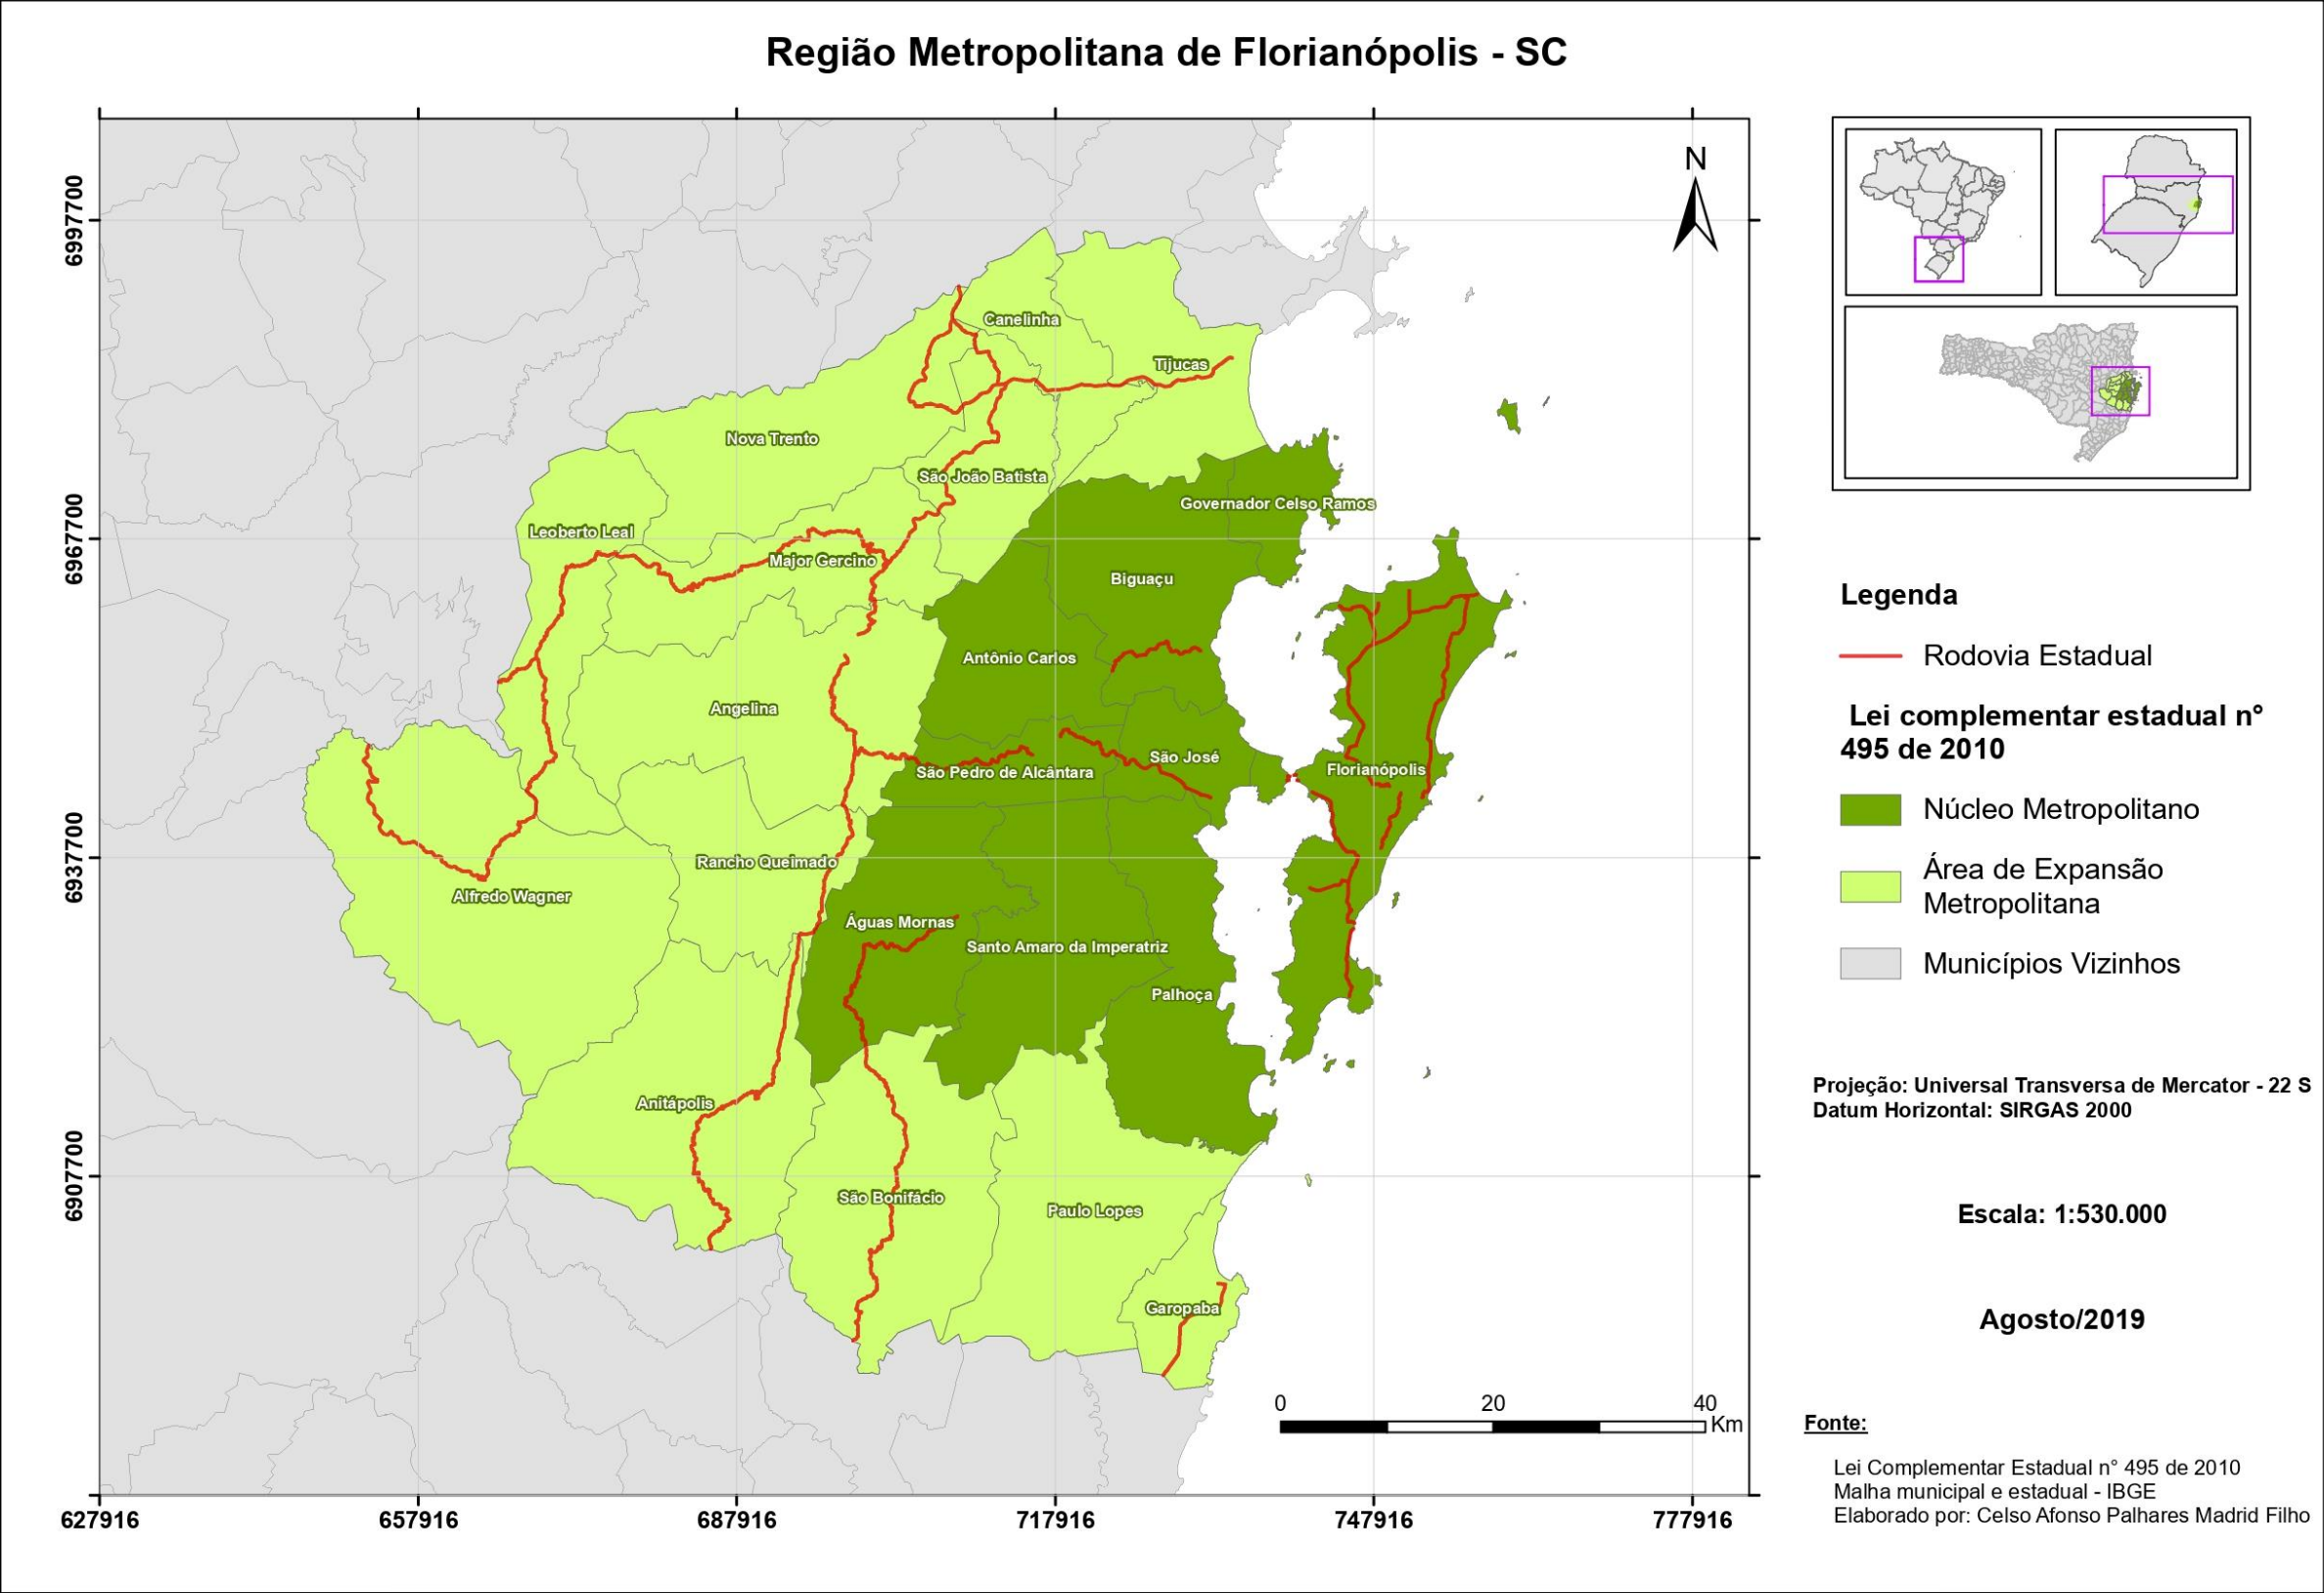 Região Metropolitana de Florianópolis - SC
N
6997700
6967700
6937700
6907700
Canelinha
Tijucas
Nova Trento
São João Batista
Governador Celso Ramos
Leoberto Leal
Major Gercino
Biguaçu
Antônio Carlos
Angelina
São José
São Pedro de Alcântara
Florianópolis
Rancho Queimado
Alfredo Wagner
Águas Mornas
Santo Amaro da Imperatriz
Palhoça
Anitápolis
São Bonifácio
Paulo Lopes
Garopaba
0 20 40
Km
627916 657916 687916 717916 747916 777916
Legenda
Rodovia Estadual
Lei complementar estadual n°
495 de 2010
Núcleo Metropolitano
Área de Expansão
Metropolitana
Municípios Vizinhos
Projeção: Universal Transversa de Mercator - 22 S
Datum Horizontal: SIRGAS 2000
Escala: 1:530.000
Agosto/2019
Fonte:
Lei Complementar Estadual n° 495 de 2010
Malha municipal e estadual - IBGE
Elaborado por: Celso Afonso Palhares Madrid Filho